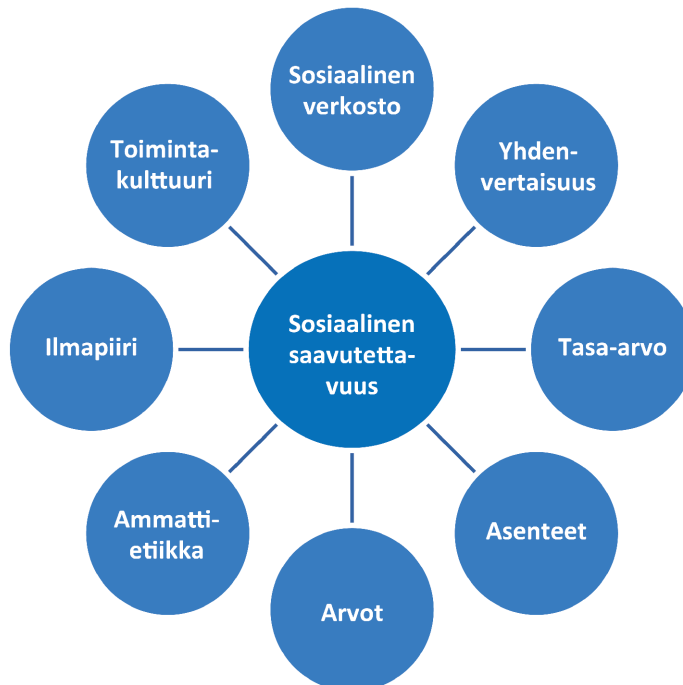 Sosiaalinen
verkosto
Toiminta-
kulttuuri
Yhden-
vertaisuus
Ilmapiiri
Sosiaalinen
saavutetta-
vuus
Tasa-arvo
Ammatti-
etiikka
Asenteet
Arvot